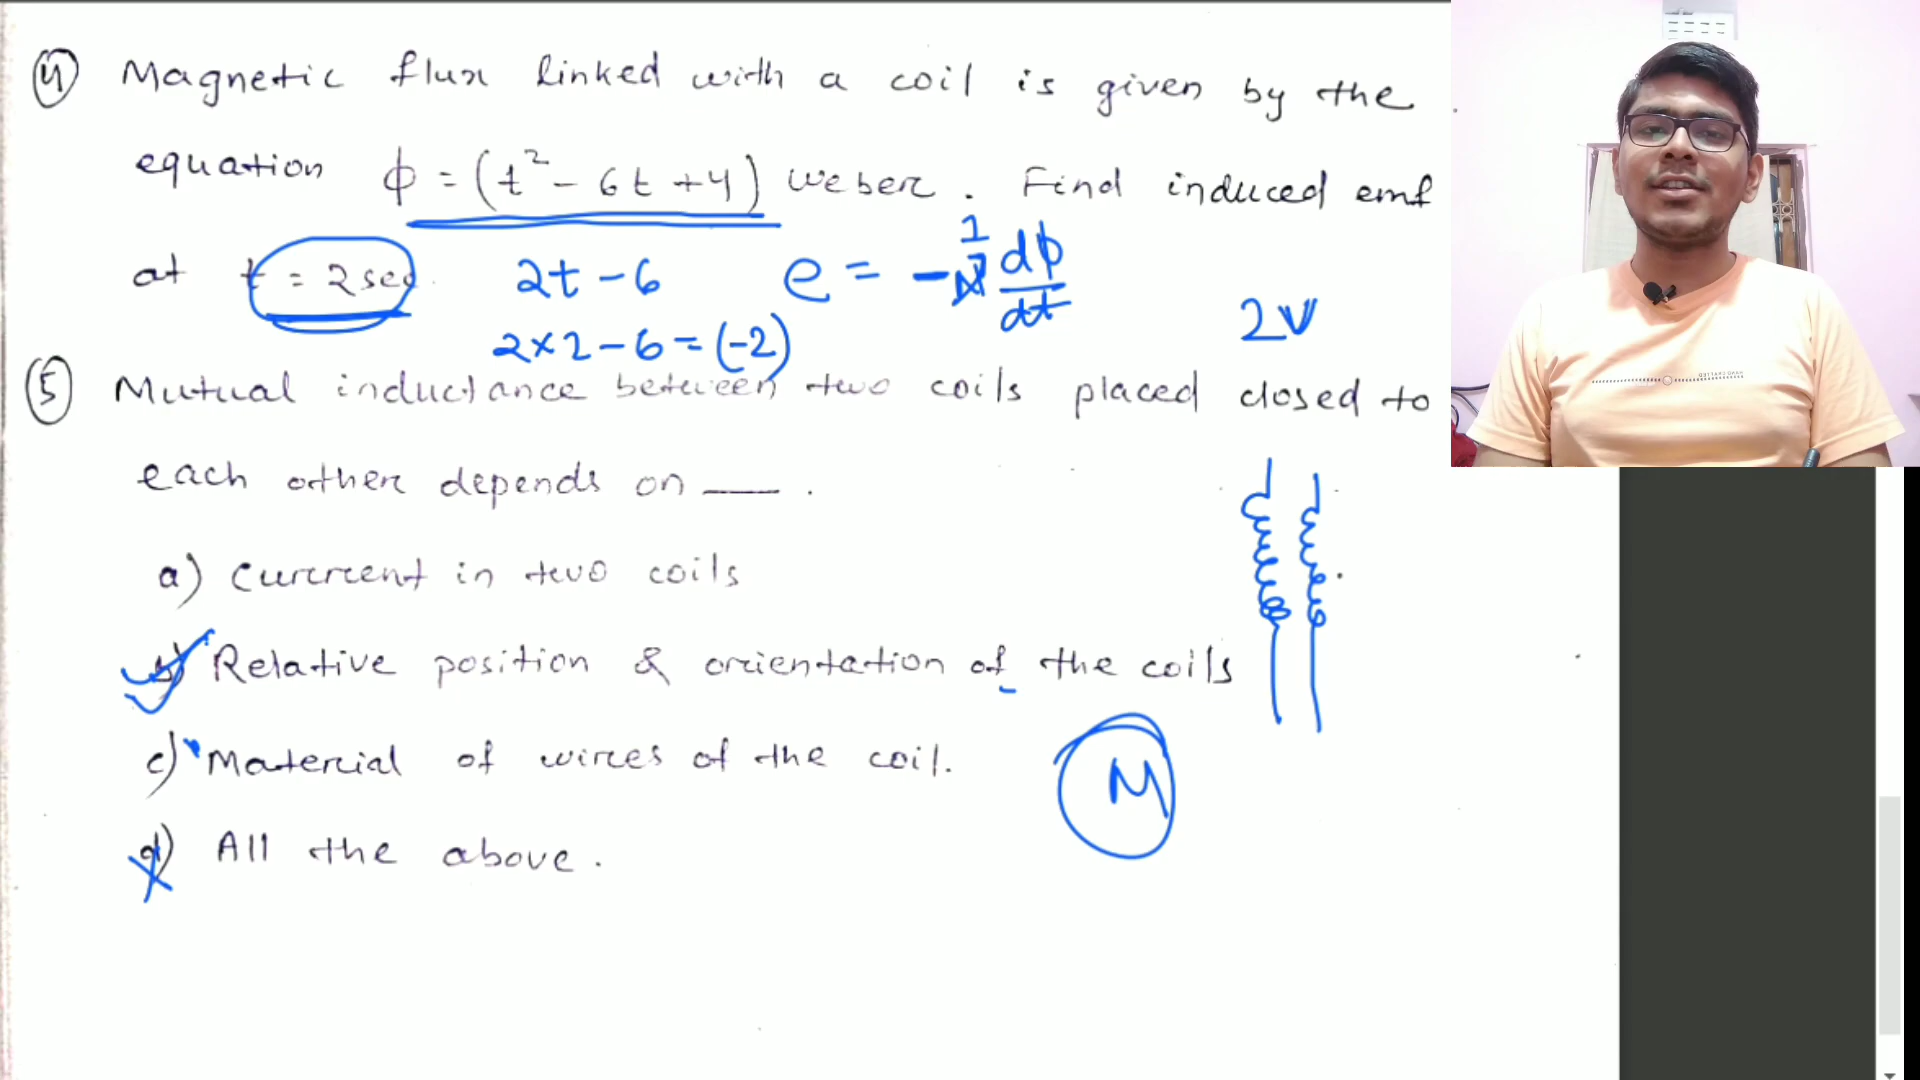 ④ Magnetic flux linked with a coil is given by the
equation ϕ = (t² - 6t + 4) weber. Find induced emf
at t = 2 sec.
2t - 6
e = -N dϕ/dt
1
2 × 2 - 6 = (-2)
2V
⑤ Mutual inductance between two coils placed closed to
each other depends on ___ .
a) Current in two coils
b) Relative position & orientation of the coils
c) Material of wires of the coil.
M
d) All the above.